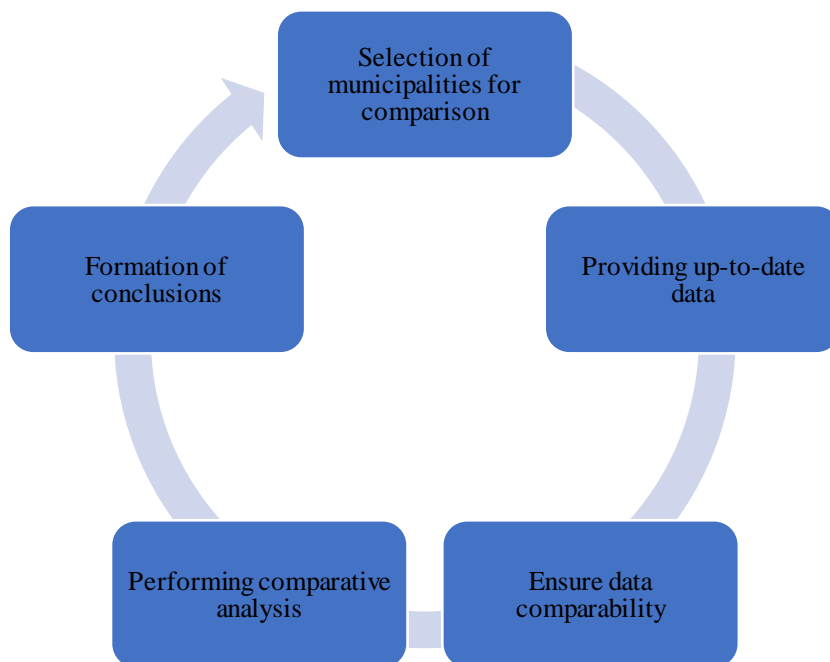 Selection of
municipalities for
comparison
Providing up-to-date
data
Ensure data
comparability
Performing comparative
analysis
Formation of
conclusions